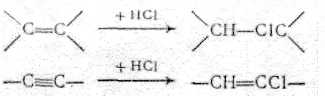 C=C + HCl CH—ClC
—C≡C— + HCl —CH=CCl—